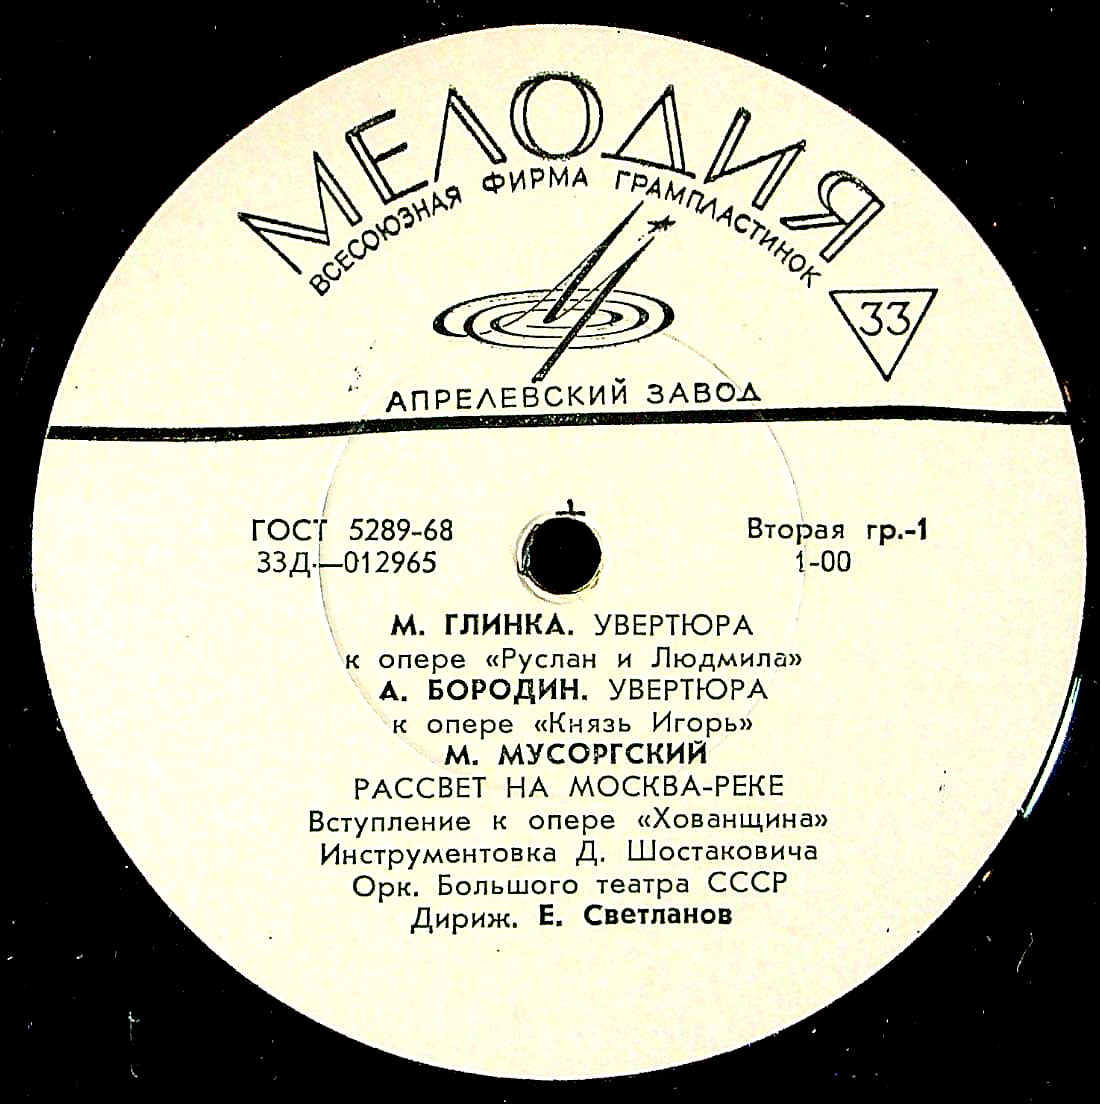 МЕЛОДИЯ
ВСЕСОЮЗНАЯ ФИРМА ГРАМПЛАСТИНОК
33
АПРЕЛЕВСКИЙ ЗАВОД
ГОСТ 5289-68
33Д—012965
Вторая гр.-1
1-00
М. ГЛИНКА. УВЕРТЮРА
к опере «Руслан и Людмила»
А. БОРОДИН. УВЕРТЮРА
к опере «Князь Игорь»
М. МУСОРГСКИЙ
РАССВЕТ НА МОСКВА-РЕКЕ
Вступление к опере «Хованщина»
Инструментовка Д. Шостаковича
Орк. Большого театра СССР
Дириж. Е. Светланов